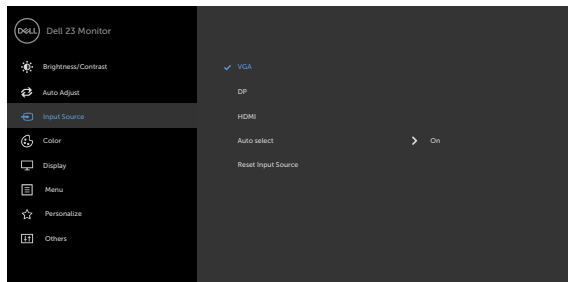 DELL Dell 23 Monitor
Brightness/Contrast
VGA
Auto Adjust
DP
Input Source
HDMI
Color
Auto select On
Display
Reset Input Source
Menu
Personalize
Others